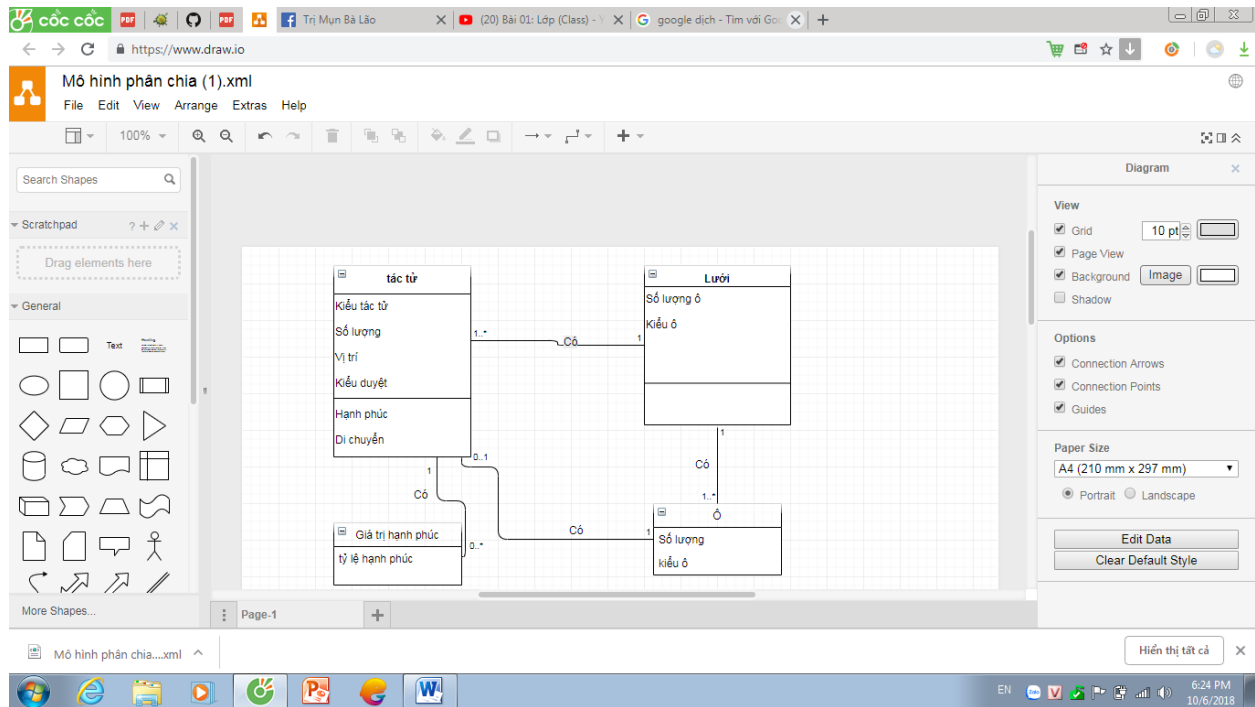 cốc cốc
Trị Mụn Bà Lão
(20) Bài 01: Lớp (Class) - Y
google dịch - Tìm với Goo
https://www.draw.io
Mô hình phân chia (1).xml
File Edit View Arrange Extras Help
100%
Search Shapes
Scratchpad
Drag elements here
General
Text
Heading
More Shapes...
tác tử
Kiểu tác tử
Số lượng
Vị trí
Kiểu duyệt
Hạnh phúc
Di chuyển
1..*
Có
1
Lưới
Số lượng ô
Kiểu ô
1
Có
1..*
Ô
Số lượng
kiểu ô
0..1
Có
1
1
Có
0..*
Giá trị hạnh phúc
tỷ lệ hạnh phúc
Page-1
Diagram
View
Grid 10 pt
Page View
Background Image
Shadow
Options
Connection Arrows
Connection Points
Guides
Paper Size
A4 (210 mm x 297 mm)
Portrait Landscape
Edit Data
Clear Default Style
Mô hình phân chia....xml
Hiển thị tất cả
EN
6:24 PM
10/6/2018